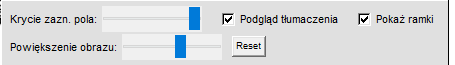 Krycie zazn. pola: Podgląd tłumaczenia Pokaż ramki
Powiększenie obrazu: Reset